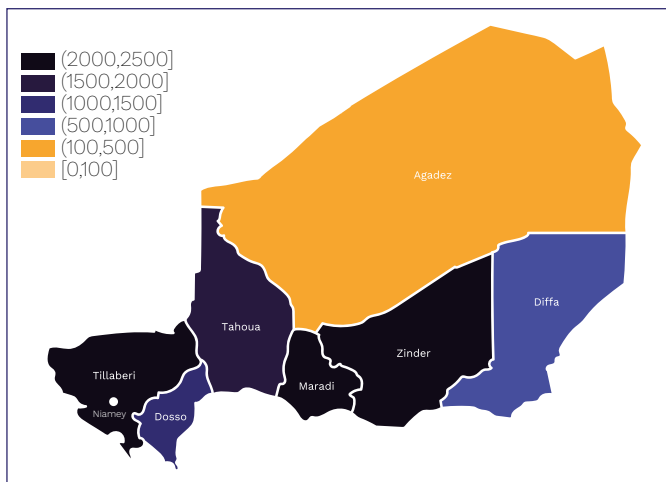 (2000,2500]
(1500,2000]
(1000,1500]
(500,1000]
(100,500]
[0,100]
Agadez
Diffa
Tahoua
Zinder
Tillaberi
Maradi
Niamey
Dosso